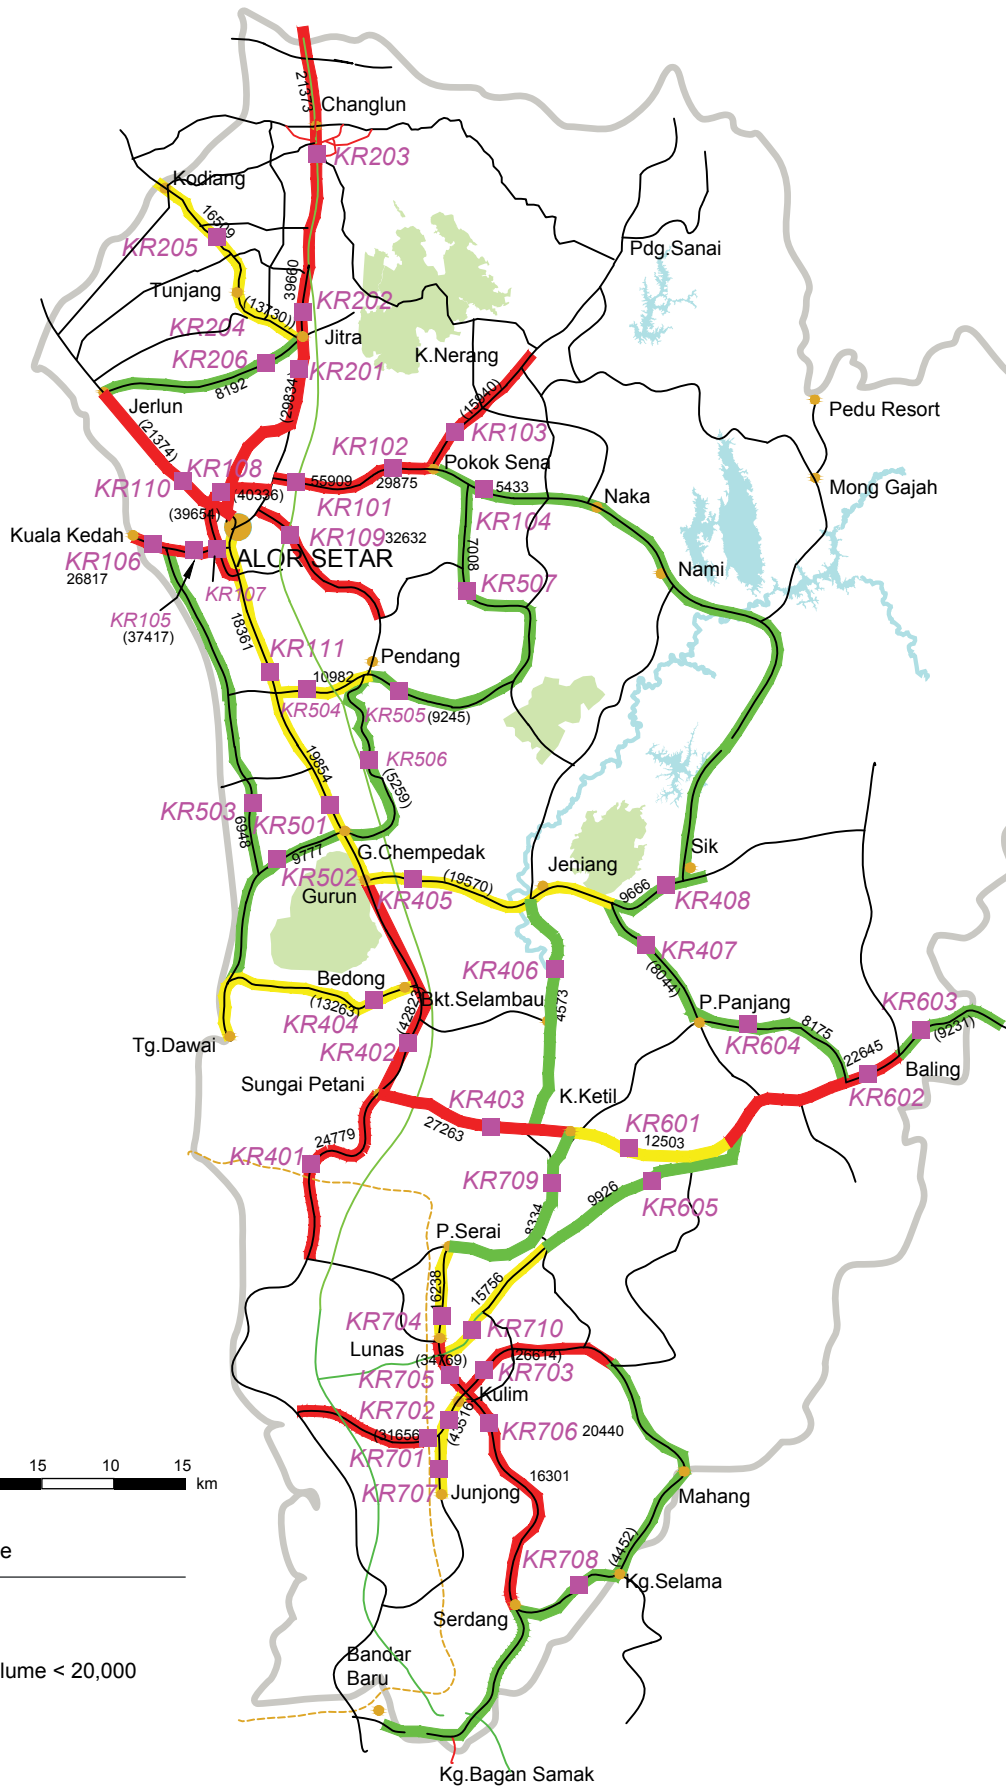 21373
Changlun
KR203
Kodiang
16509
KR205
Pdg.Sanai
39660
Tunjang
(13730)
KR202
KR204
Jitra
KR206
KR201
K.Nerang
8192
(29834)
(15940)
Jerlun
Pedu Resort
(21374)
KR103
KR102
KR108
Pokok Sena
KR110
(40336)
55909
29875
5433
Mong Gajah
KR101
Naka
(39654)
KR104
Kuala Kedah
KR109
32632
KR106
26817
ALOR SETAR
7008
Nami
KR107
KR507
KR105
(37417)
18361
KR111
Pendang
10982
KR504
KR505
(9245)
KR506
19854
(5259)
KR503
KR501
6948
9777
G.Chempedak
Sik
KR502
Jeniang
(19570)
9666
Gurun
KR405
KR408
KR407
KR406
(8044)
Bedong
(13263)
Bkt.Selambau
4573
P.Panjang
KR603
KR404
8175
(9231)
Tg.Dawai
KR402
KR604
22645
Baling
Sungai Petani
KR602
KR403
K.Ketil
27263
KR601
24779
12503
KR401
KR709
9926
KR605
P.Serai
8334
16238
15756
KR704
KR710
Lunas
(34769)
(26614)
KR705
KR703
Kulim
KR702
(43516)
KR706
20440
(31656)
KR701
15
10
15
km
16301
KR707
Junjong
Mahang
e
KR708
(4452)
Kg.Selama
Serdang
lume < 20,000
Bandar
Baru
Kg.Bagan Samak